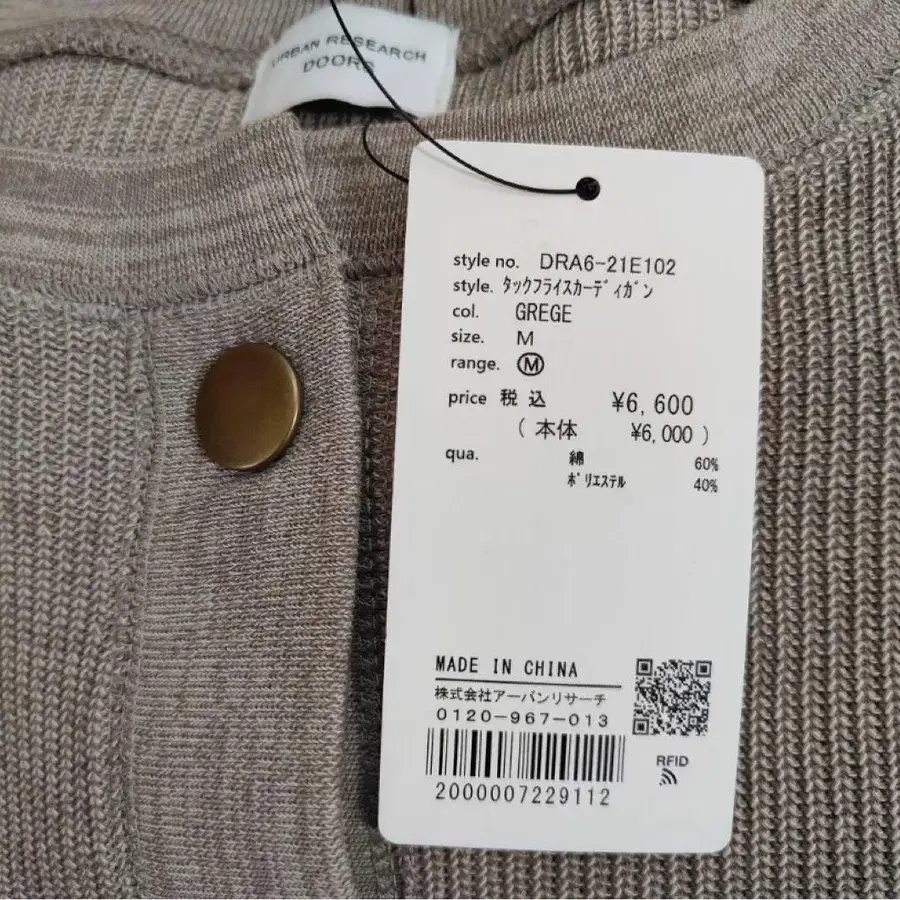 URBAN RESEARCH
DOORS
style no. DRA6-21E102
style. ﾀｯｸﾌﾗｲｽｶｰﾃﾞｨｶﾞﾝ
col. GREGE
size. M
range. Ⓜ
price 税込 ¥6,600
(本体 ¥6,000)
qua. 綿 60%
ﾎﾟﾘｴｽﾃﾙ 40%
MADE IN CHINA
株式会社アーバンリサーチ
0120-967-013
RFID
2000007229112